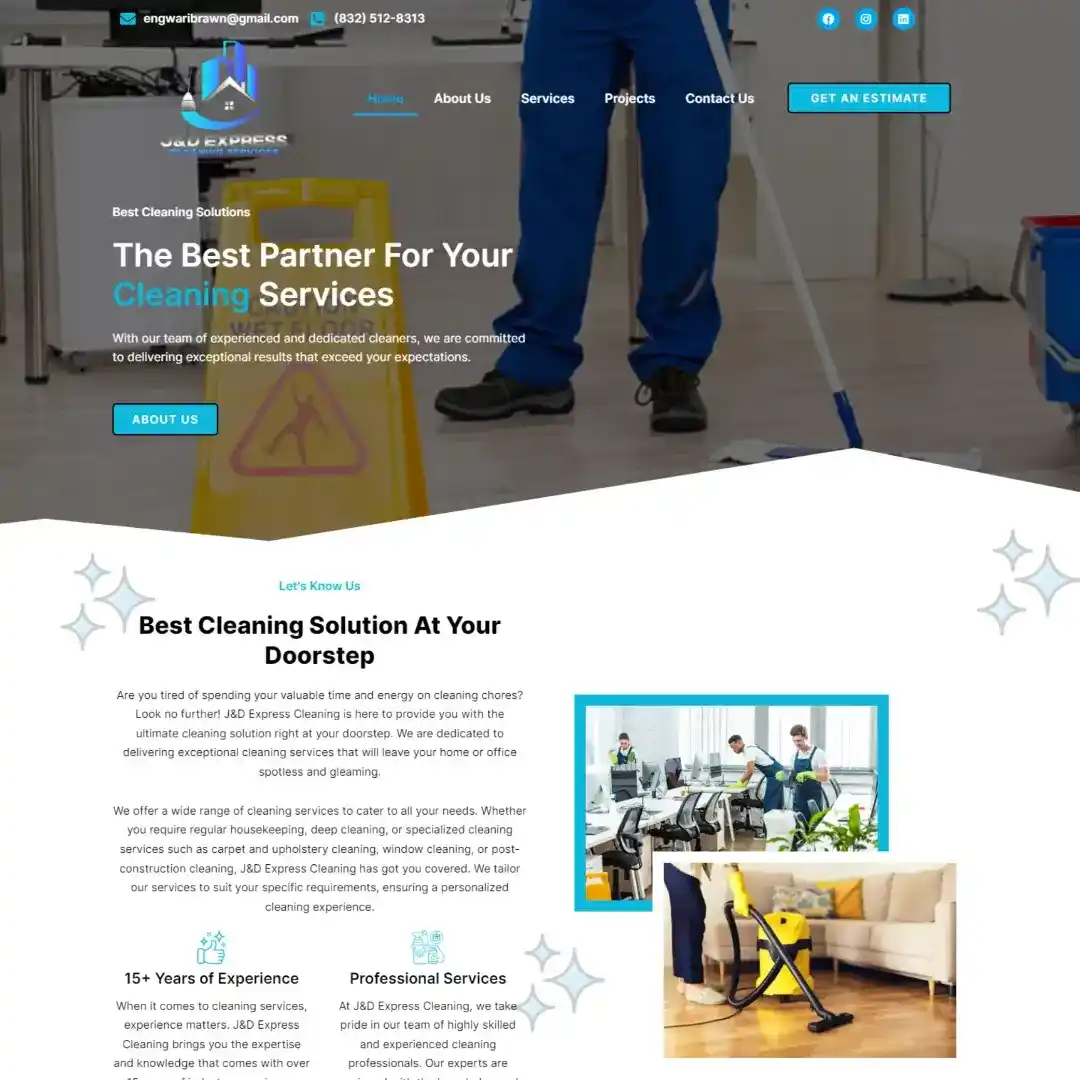 engwaribrawn@gmail.com (832) 512-8313
J&D EXPRESS
CLEANING SERVICES
Home About Us Services Projects Contact Us GET AN ESTIMATE
Best Cleaning Solutions
The Best Partner For Your
Cleaning Services
CAUTION
WET FLOOR
With our team of experienced and dedicated cleaners, we are committed
to delivering exceptional results that exceed your expectations.
ABOUT US
Let's Know Us
Best Cleaning Solution At Your
Doorstep
Are you tired of spending your valuable time and energy on cleaning chores?
Look no further! J&D Express Cleaning is here to provide you with the
ultimate cleaning solution right at your doorstep. We are dedicated to
delivering exceptional cleaning services that will leave your home or office
spotless and gleaming.
We offer a wide range of cleaning services to cater to all your needs. Whether
you require regular housekeeping, deep cleaning, or specialized cleaning
services such as carpet and upholstery cleaning, window cleaning, or post-
construction cleaning, J&D Express Cleaning has got you covered. We tailor
our services to suit your specific requirements, ensuring a personalized
cleaning experience.
15+ Years of Experience
When it comes to cleaning services,
experience matters. J&D Express
Cleaning brings you the expertise
and knowledge that comes with over
Professional Services
At J&D Express Cleaning, we take
pride in our team of highly skilled
and experienced cleaning
professionals. Our experts are